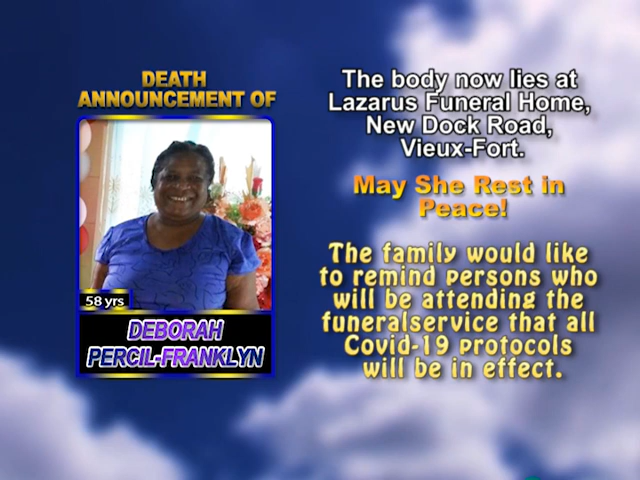 DEATH
ANNOUNCEMENT OF
58 yrs
DEBORAH
PERCIL-FRANKLYN
The body now lies at
Lazarus Funeral Home,
New Dock Road,
Vieux-Fort.
May She Rest in
Peace!
The family would like
to remind persons who
will be attending the
funeralservice that all
Covid-19 protocols
will be in effect.